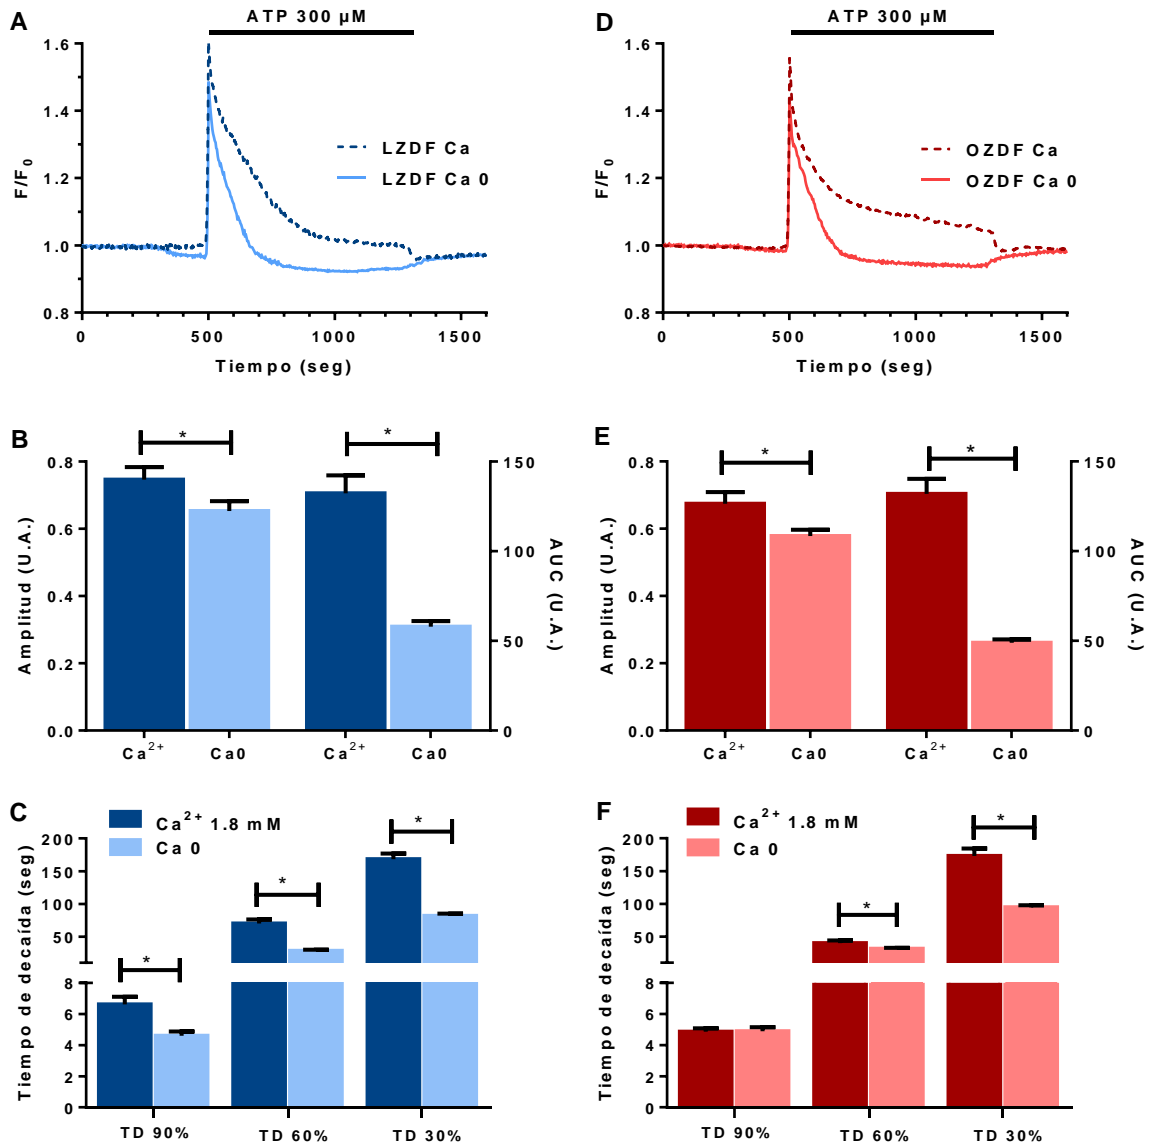 A
ATP 300 µM
F/F0
1.6
1.4
1.2
1.0
0.8
LZDF Ca
LZDF Ca 0
0
500
1000
1500
Tiempo (seg)
D
ATP 300 µM
F/F0
1.6
1.4
1.2
1.0
0.8
OZDF Ca
OZDF Ca 0
0
500
1000
1500
Tiempo (seg)
B
Amplitud (U.A.)
0.8
0.6
0.4
0.2
0.0
*
*
150
100
50
0
AUC (U.A.)
Ca2+
Ca0
Ca2+
Ca0
E
Amplitud (U.A.)
0.8
0.6
0.4
0.2
0.0
*
*
150
100
50
0
AUC (U.A.)
Ca2+
Ca0
Ca2+
Ca0
C
Ca2+ 1.8 mM
Ca 0
Tiempo de decaída (seg)
200
150
100
50
8
6
4
2
0
*
*
*
TD 90%
TD 60%
TD 30%
F
Ca2+ 1.8 mM
Ca 0
Tiempo de decaída (seg)
200
150
100
50
8
6
4
2
0
*
*
TD 90%
TD 60%
TD 30%